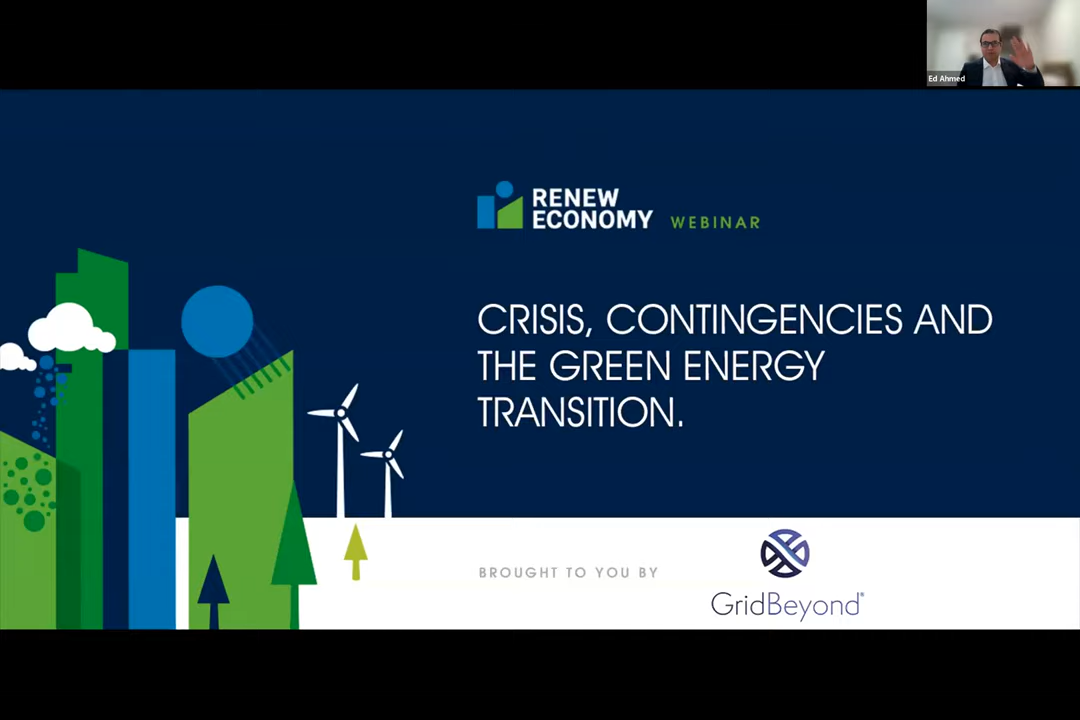 Ed Ahmed
RENEW
ECONOMY WEBINAR
CRISIS, CONTINGENCIES AND
THE GREEN ENERGY
TRANSITION.
BROUGHT TO YOU BY
GridBeyond®